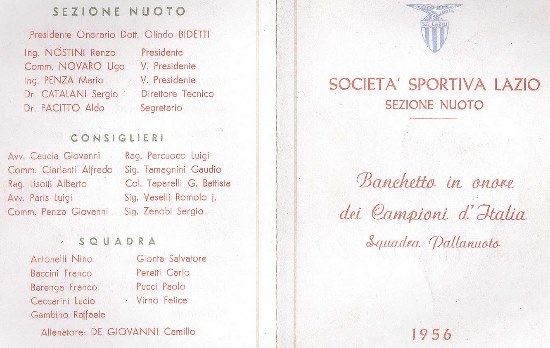 SEZIONE NUOTO
Presidente Onorario Dott. Olindo BIDETTI
Ing. NOSTINI Renzo Presidente
Comm. NOVARO Ugo V. Presidente
Ing. PENZA Mario V. Presidente
Dr. CATALANI Sergio Direttore Tecnico
Dr. PACITTO Aldo Segretario
CONSIGLIERI
Avv. Caucia Giovanni Rag. Perduoca Luigi
Comm. Ciarlanti Alfredo Sig. Tamagnini Gaudio
Rag. Lisotti Alberto Col. Taparelli G. Battista
Avv. Paris Luigi Sig. Vaselli Romolo j.
Comm. Penza Giovanni Sig. Zenobi Sergio
SQUADRA
Antonelli Nino Gionta Salvatore
Baccini Franco Peretti Carlo
Berenga Franco Pucci Paolo
Ceccarini Lucio Virno Felice
Gambino Raffaele
Allenatore: DE GIOVANNI Camillo
SOCIETA' SPORTIVA LAZIO
SEZIONE NUOTO
Banchetto in onore
dei Campioni d'Italia
Squadra Pallanuoto
1956